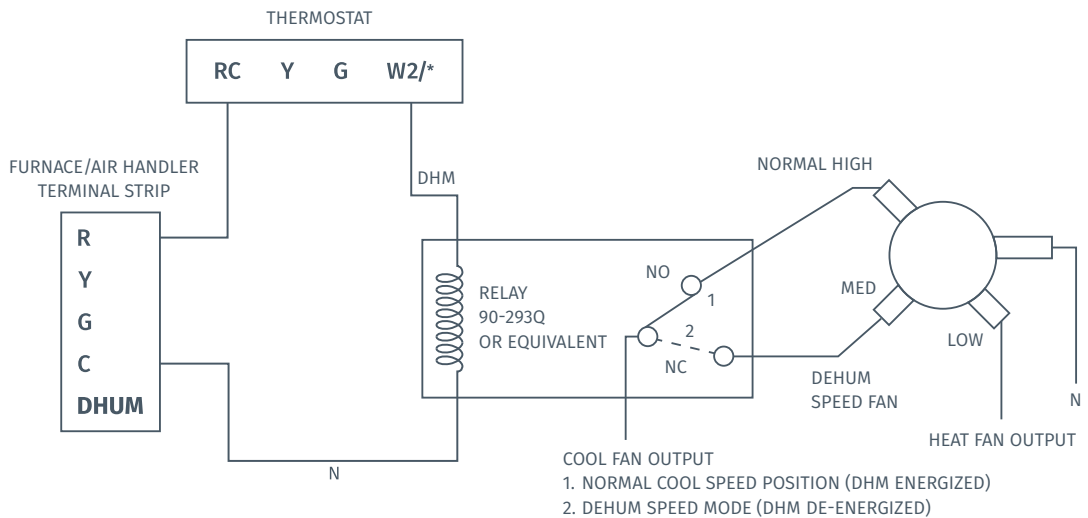 THERMOSTAT
RC Y G W2/*
FURNACE/AIR HANDLER
TERMINAL STRIP
R
Y
G
C
DHUM
DHM
N
RELAY
90-293Q
OR EQUIVALENT
NO
1
2
NC
NORMAL HIGH
MED
LOW
DEHUM
SPEED FAN
N
HEAT FAN OUTPUT
COOL FAN OUTPUT
1. NORMAL COOL SPEED POSITION (DHM ENERGIZED)
2. DEHUM SPEED MODE (DHM DE-ENERGIZED)